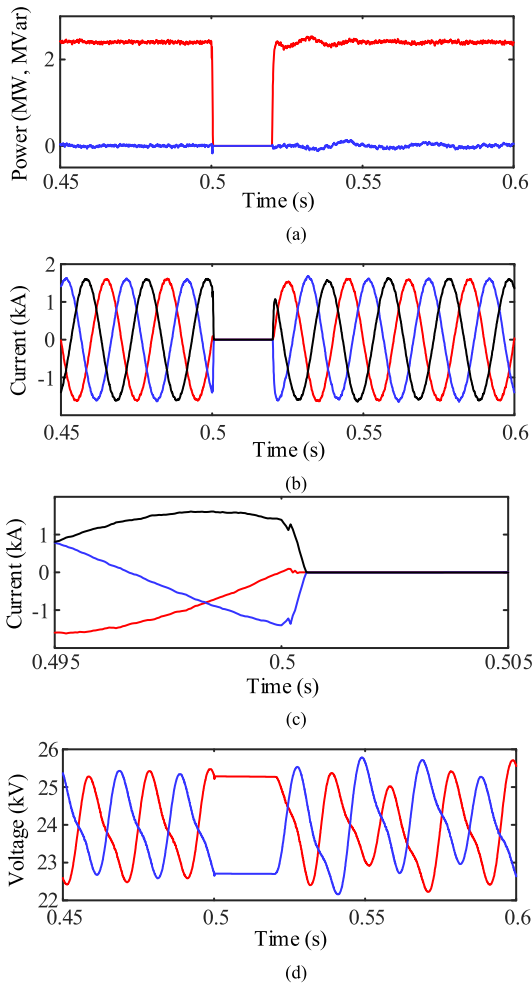 Power (MW, MVar)
2
0
0.45 0.5 0.55 0.6
Time (s)
(a)
Current (kA)
2
1
0
-1
0.45 0.5 0.55 0.6
Time (s)
(b)
Current (kA)
1
0
-1
0.495 0.5 0.505
Time (s)
(c)
Voltage (kV)
26
25
24
23
22
0.45 0.5 0.55 0.6
Time (s)
(d)